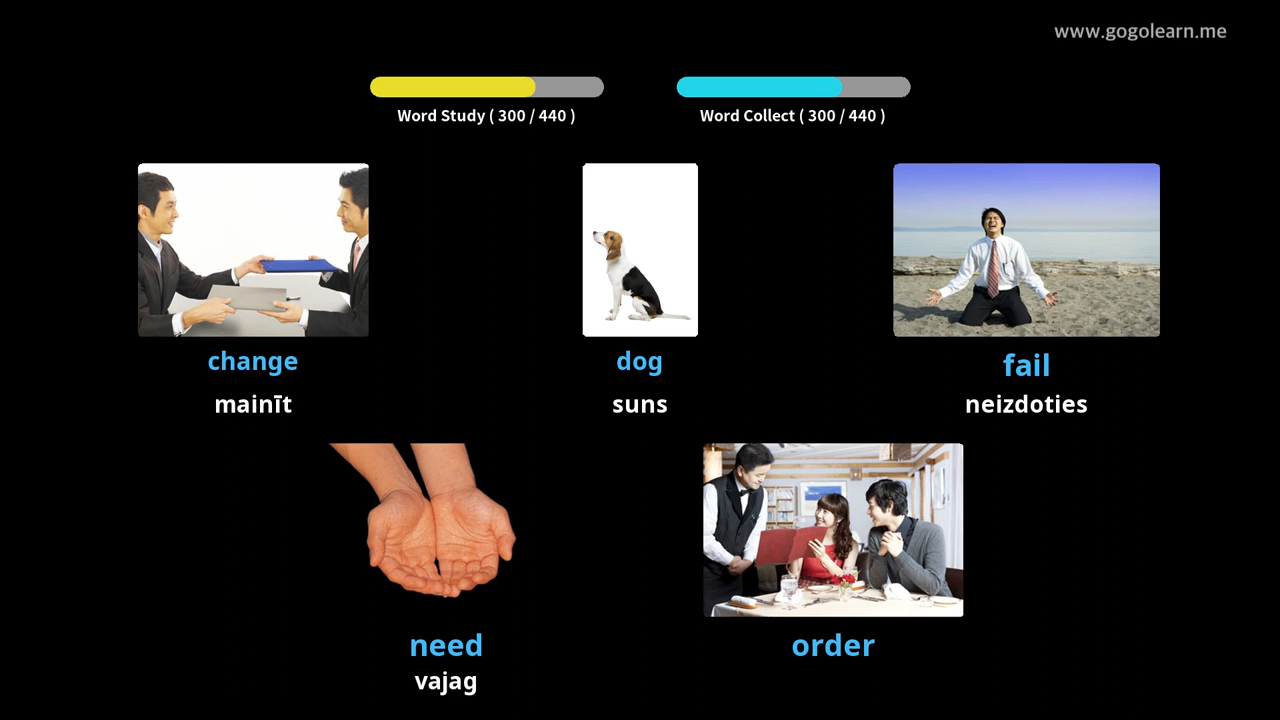 www.gogolearn.me
Word Study ( 300 / 440 )
Word Collect ( 300 / 440 )
change
mainīt
dog
suns
fail
neizdoties
need
vajag
order